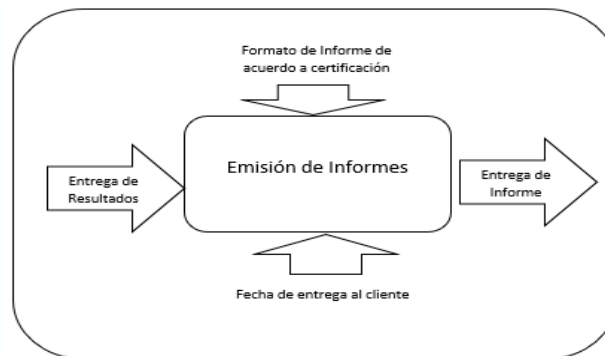 Formato de Informe de
acuerdo a certificación
Emisión de Informes
Entrega de
Resultados
Entrega de
Informe
Fecha de entrega al cliente